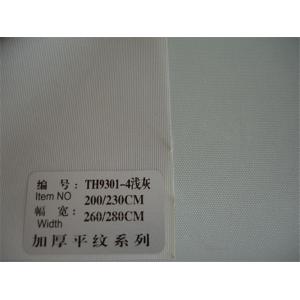 编 号: TH9301-4浅灰
Item NO 200/230CM
幅 宽: 260/280CM
Width
加厚平纹系列